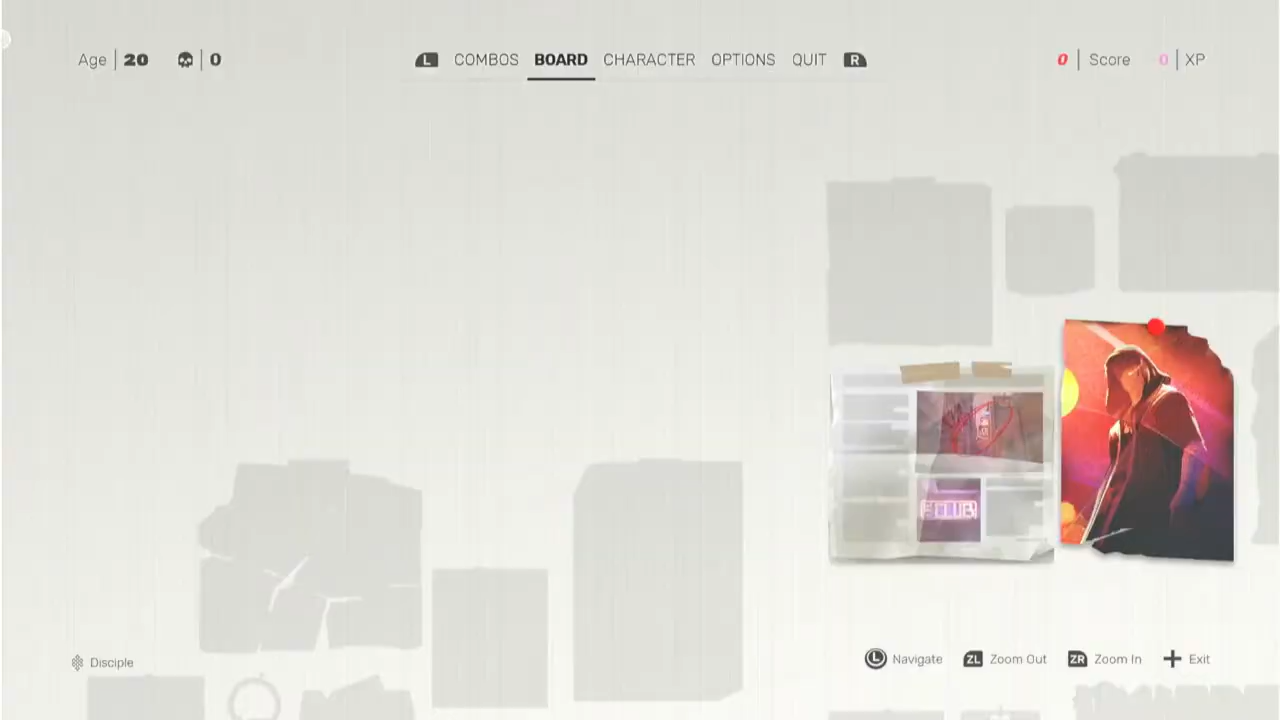 Age 20 0
L COMBOS BOARD CHARACTER OPTIONS QUIT R
0 Score 0 XP
CLUB
Disciple
L Navigate ZL Zoom Out ZR Zoom In Exit